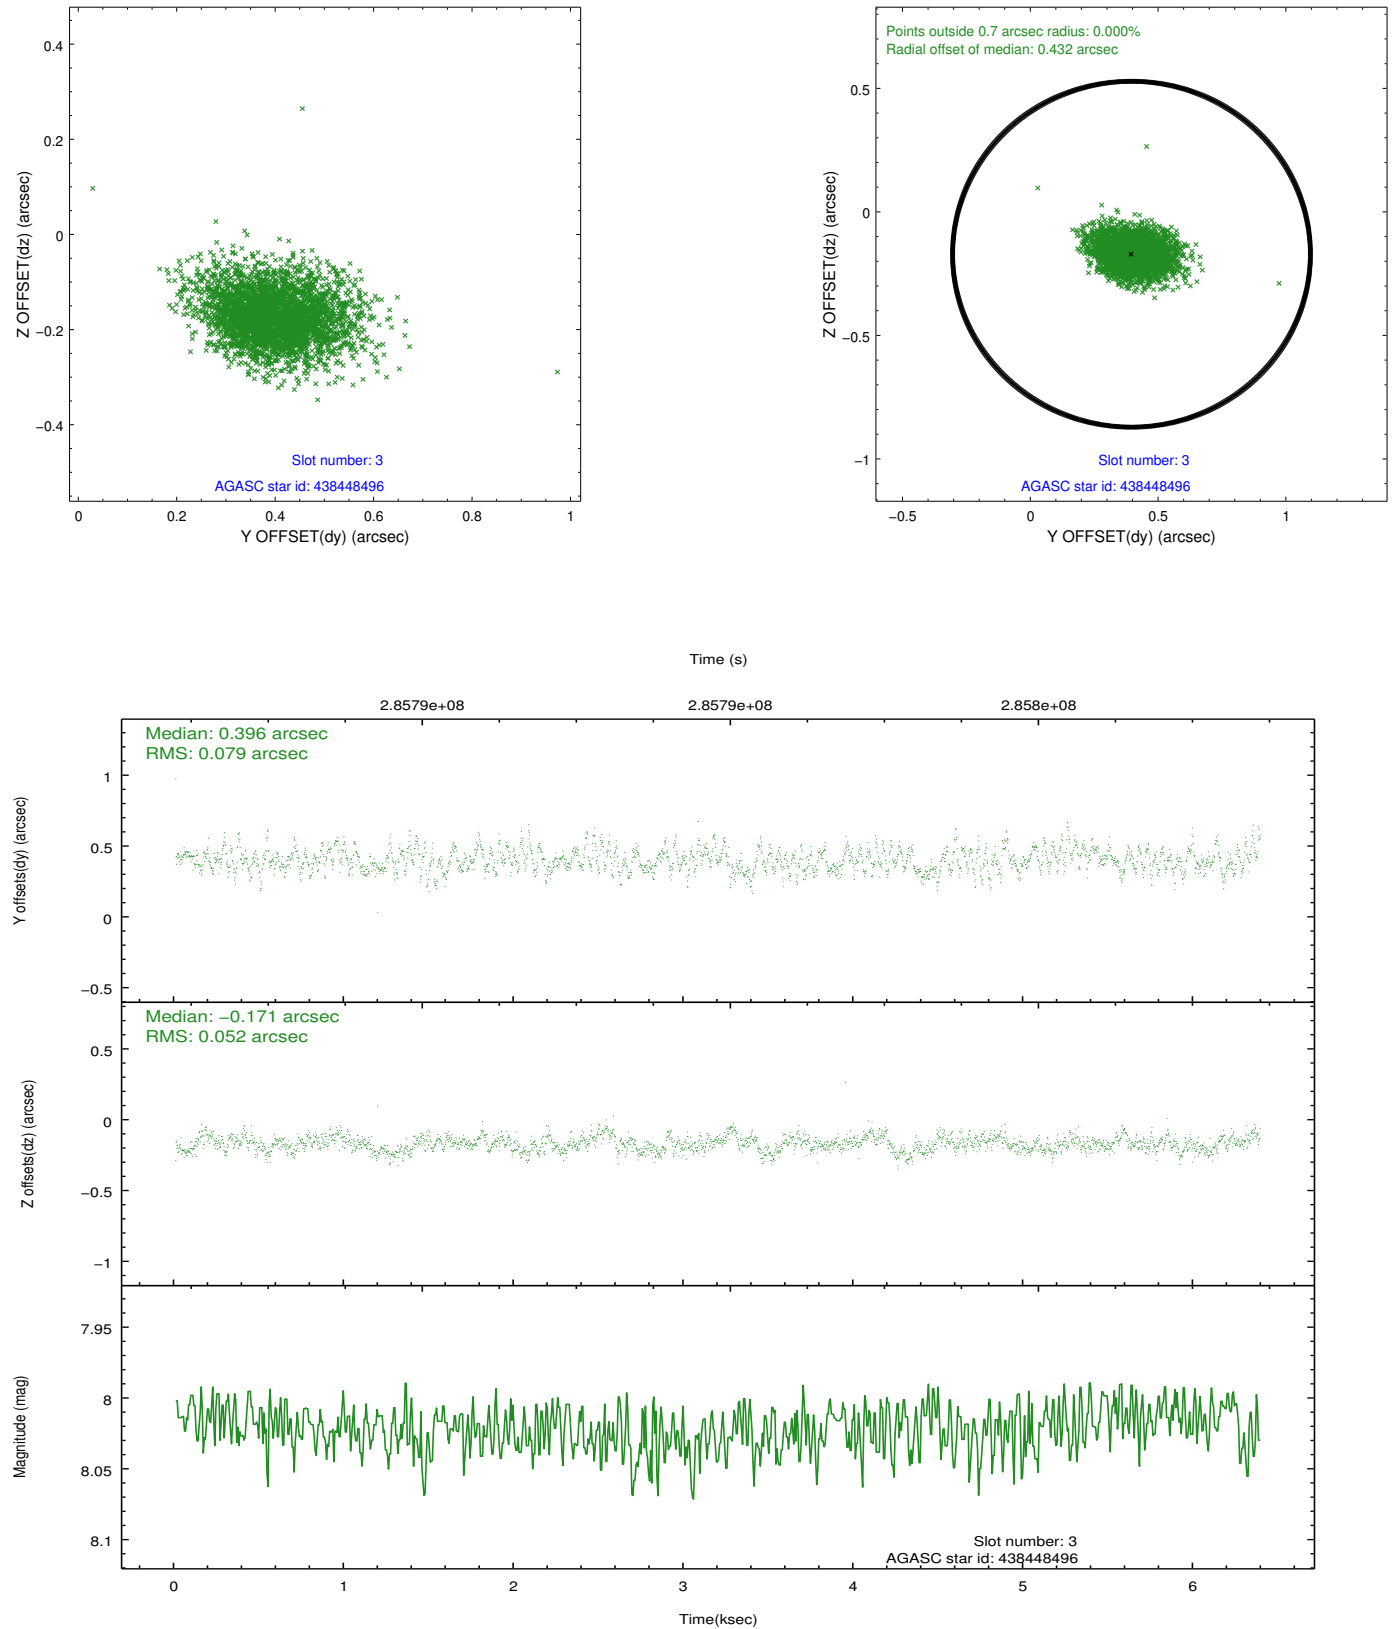 0.4
0.2
0
−0.2
−0.4
Z OFFSET(dz) (arcsec)
Slot number: 3
AGASC star id: 438448496
0 0.2 0.4 0.6 0.8 1
Y OFFSET(dy) (arcsec)
Points outside 0.7 arcsec radius: 0.000%
Radial offset of median: 0.432 arcsec
0.5
0
−0.5
−1
Z OFFSET(dz) (arcsec)
Slot number: 3
AGASC star id: 438448496
−0.5 0 0.5 1
Y OFFSET(dy) (arcsec)
Time (s)
2.8579e+08 2.8579e+08 2.858e+08
Median: 0.396 arcsec
RMS: 0.079 arcsec
1
0.5
0
−0.5
Y offsets(dy) (arcsec)
Median: −0.171 arcsec
RMS: 0.052 arcsec
0.5
0
−0.5
−1
Z offsets(dz) (arcsec)
7.95
8
8.05
8.1
Magnitude (mag)
Slot number: 3
AGASC star id: 438448496
0 1 2 3 4 5 6
Time(ksec)